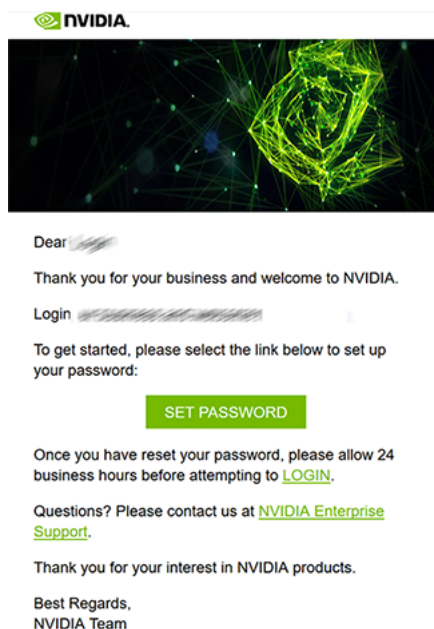 NVIDIA.
Dear
Thank you for your business and welcome to NVIDIA.
Login
To get started, please select the link below to set up
your password:
SET PASSWORD
Once you have reset your password, please allow 24
business hours before attempting to LOGIN.
Questions? Please contact us at NVIDIA Enterprise
Support.
Thank you for your interest in NVIDIA products.
Best Regards,
NVIDIA Team